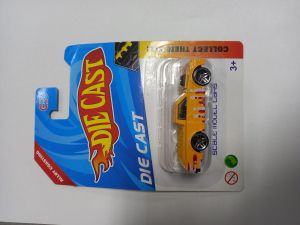 COLLECT THEM ALL!
DIE CAST
DIE CAST
SCALE MODEL CARS
3+